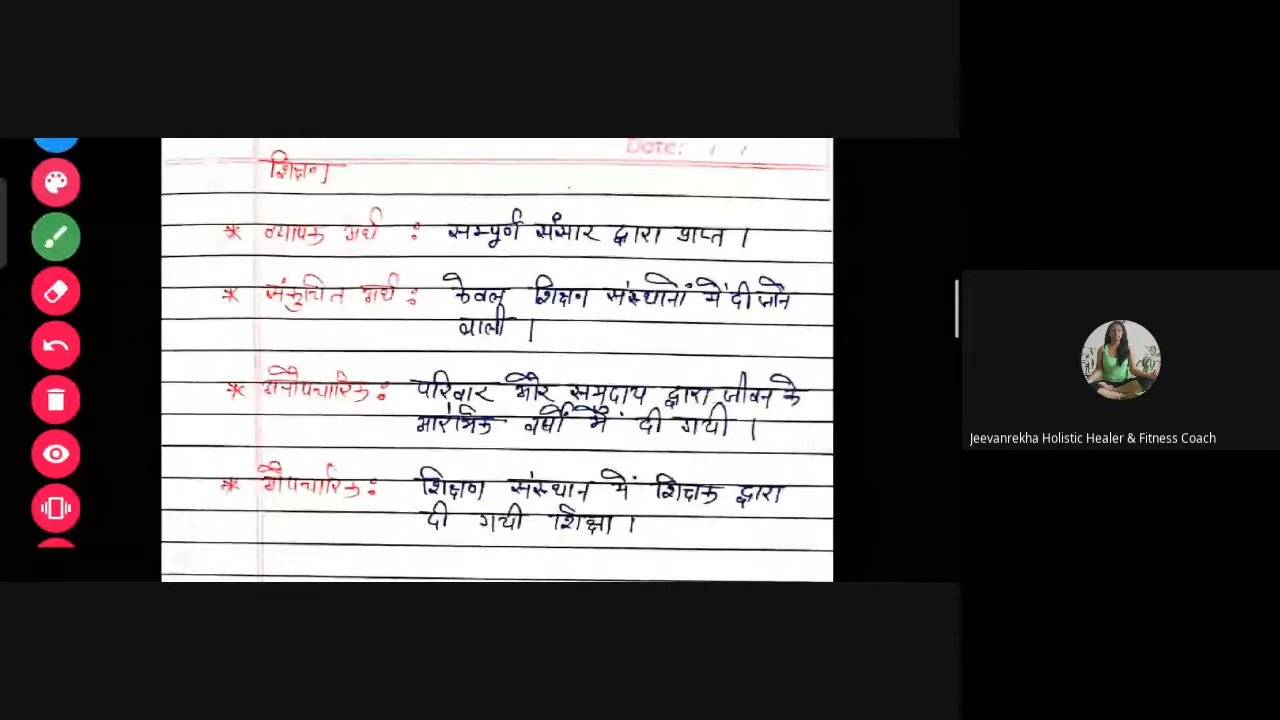 Date: / /
शिक्षण
* व्यापक अर्थ : सम्पूर्ण संसार द्वारा प्राप्त ।
* संकुचित अर्थ : केवल शिक्षण संस्थानों में दी जाने
वाली ।
* अनौपचारिक : परिवार और समुदाय द्वारा जीवन के
आरंभिक वर्षों में दी गयी ।
* औपचारिक : शिक्षण संस्थान में शिक्षक द्वारा
दी गयी शिक्षा ।
Jeevanrekha Holistic Healer & Fitness Coach